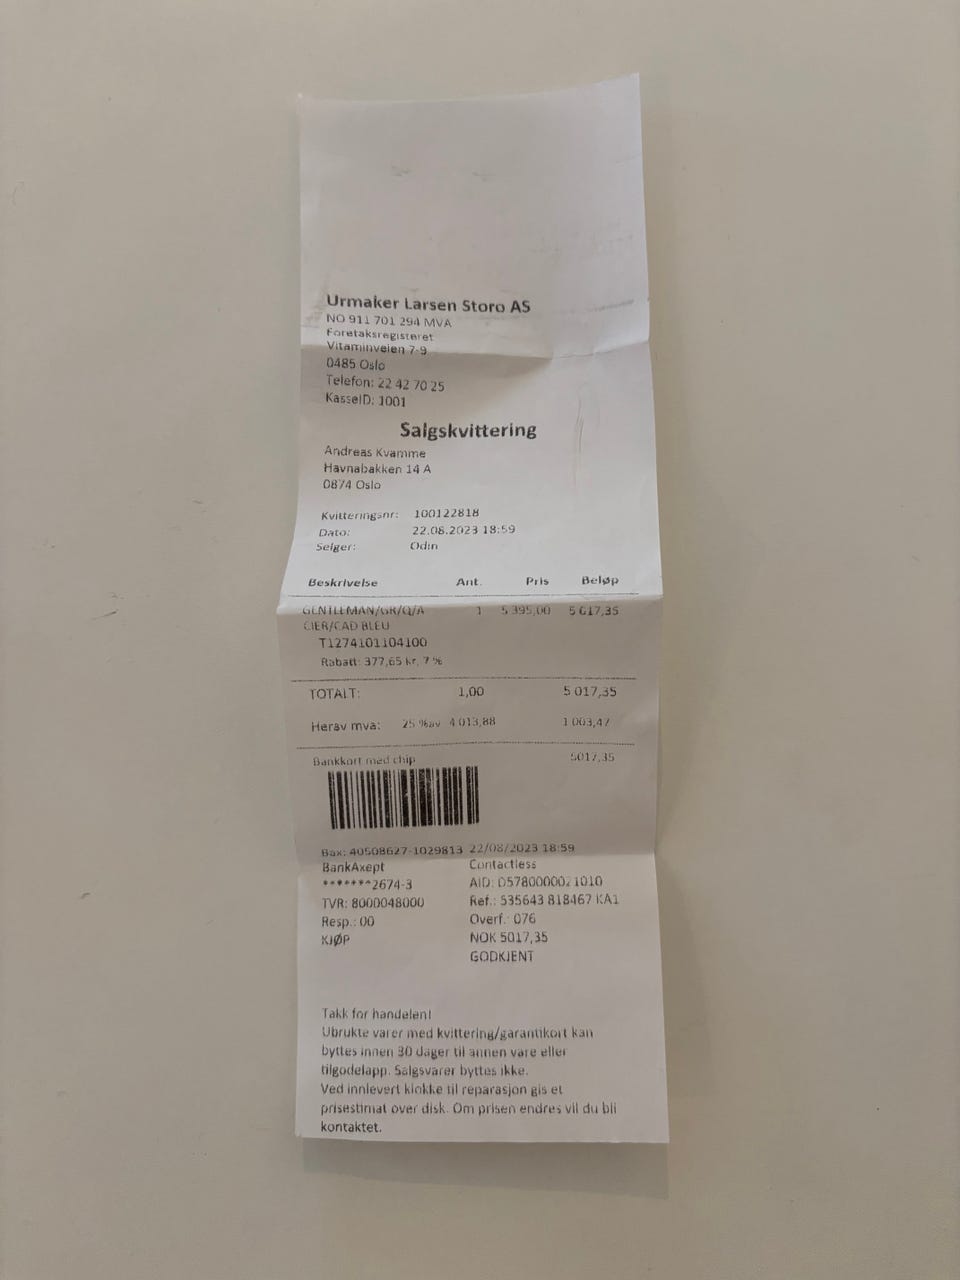 Urmaker Larsen Storo AS
NO 911 701 294 MVA
Foretaksregisteret
Vitaminveien 7-9
0485 Oslo
Telefon: 22 42 70 25
KasseID: 1001
Salgskvittering
Andreas Kvamme
Havnabakken 14 A
0874 Oslo
Kvitteringsnr: 100122818
Dato: 22.08.2023 18:59
Selger: Odin
Beskrivelse Ant. Pris Beløp
GENTLEMAN/GR/Q/A 1 5 395,00 5 017,35
CIER/CAD BLEU
T1274101104100
Rabatt: 377,65 kr, 7 %
TOTALT: 1,00 5 017,35
Herav mva: 25 %av 4 013,88 1 003,47
Bankkort med chip 5017,35
Bax: 40508627-1029813 22/08/2023 18:59
BankAxept Contactless
*******2674-3 AID: D5780000021010
TVR: 8000048000 Ref.: 535643 818467 KA1
Resp.: 00 Overf.: 076
KJØP NOK 5017,35
GODKJENT
Takk for handelen!
Ubrukte varer med kvittering/garantikort kan
byttes innen 30 dager til annen vare eller
tilgodelapp. Salgsvarer byttes ikke.
Ved innlevert klokke til reparasjon gis et
prisestimat over disk. Om prisen endres vil du bli
kontaktet.